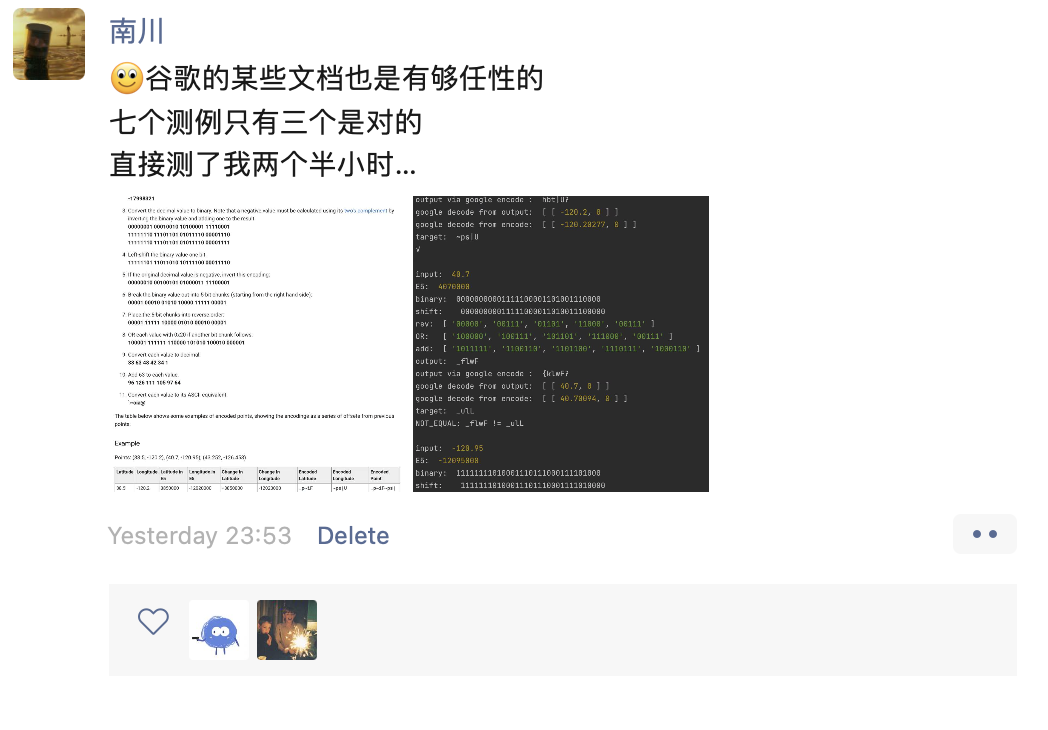 南川
谷歌的某些文档也是有够任性的
七个测例只有三个是对的
直接测了我两个半小时...
-17998321
3. Convert the decimal value to binary. Note that a negative value must be calculated using its two's complement by
inverting the binary value and adding one to the result:
00000001 00010010 10100001 11110001
11111110 11101101 01011110 00001110
11111110 11101101 01011110 00001111
4. Left-shift the binary value one bit:
11111101 11011010 10111100 00011110
5. If the original decimal value is negative, invert this encoding:
00000010 00100101 01000011 11100001
6. Break the binary value out into 5-bit chunks (starting from the right hand side):
00001 00010 01010 10000 11111 00001
7. Place the 5-bit chunks into reverse order:
00001 11111 10000 01010 00010 00001
8. OR each value with 0x20 if another bit chunk follows:
100001 111111 110000 101010 100010 000001
9. Convert each value to decimal:
33 63 48 42 34 1
10. Add 63 to each value:
96 126 111 105 97 64
11. Convert each value to its ASCII equivalent:
`~oia@
The table below shows some examples of encoded points, showing the encodings as a series of offsets from previous
points.
Example
Points: (38.5, -120.2), (40.7, -120.95), (43.252, -126.453)
Latitude Longitude Latitude in E5 Longitude in E5 Change in Latitude Change in Longitude Encoded Latitude Encoded Longitude Encoded Point
38.5 -120.2 3850000 -12020000 +3850000 -12020000 _p~iF ~ps|U _p~iF~ps|U
output via google encode : hbt|U?
google decode from output: [ [ -120.2, 0 ] ]
google decode from encode: [ [ -120.20277, 0 ] ]
target: ~ps|U
√
input: 40.7
E5: 4070000
binary: 00000000001111100001101001110000
shift: 00000000011111000011010011100000
rev: [ '00000', '00111', '01101', '11000', '00111' ]
OR: [ '100000', '100111', '101101', '111000', '00111' ]
add: [ '1011111', '1100110', '1101100', '1110111', '1000110' ]
output: _flwF
output via google encode : {klwF?
google decode from output: [ [ 40.7, 0 ] ]
google decode from encode: [ [ 40.70094, 0 ] ]
target: _ulL
NOT_EQUAL: _flwF != _ulL
input: -120.95
E5: -12095000
binary: 11111111010001110111000111101000
shift: 11111110100011101110001111010000
Yesterday 23:53 Delete